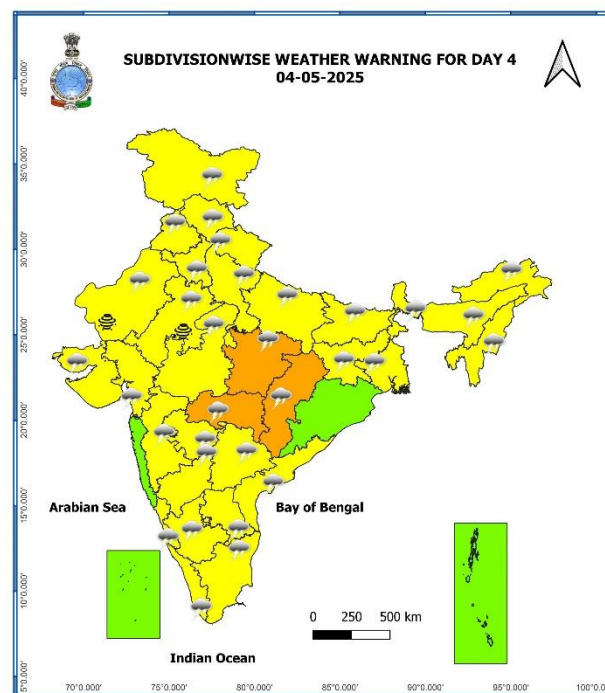 SUBDIVISIONWISE WEATHER WARNING FOR DAY 4
04-05-2025
40°0.000'
35°0.000'
30°0.000'
25°0.000'
20°0.000'
15°0.000'
10°0.000'
5°0.000'
Arabian Sea
Bay of Bengal
0 250 500 km
Indian Ocean
70°0.000' 75°0.000' 80°0.000' 85°0.000' 90°0.000' 95°0.000' 100°0.0